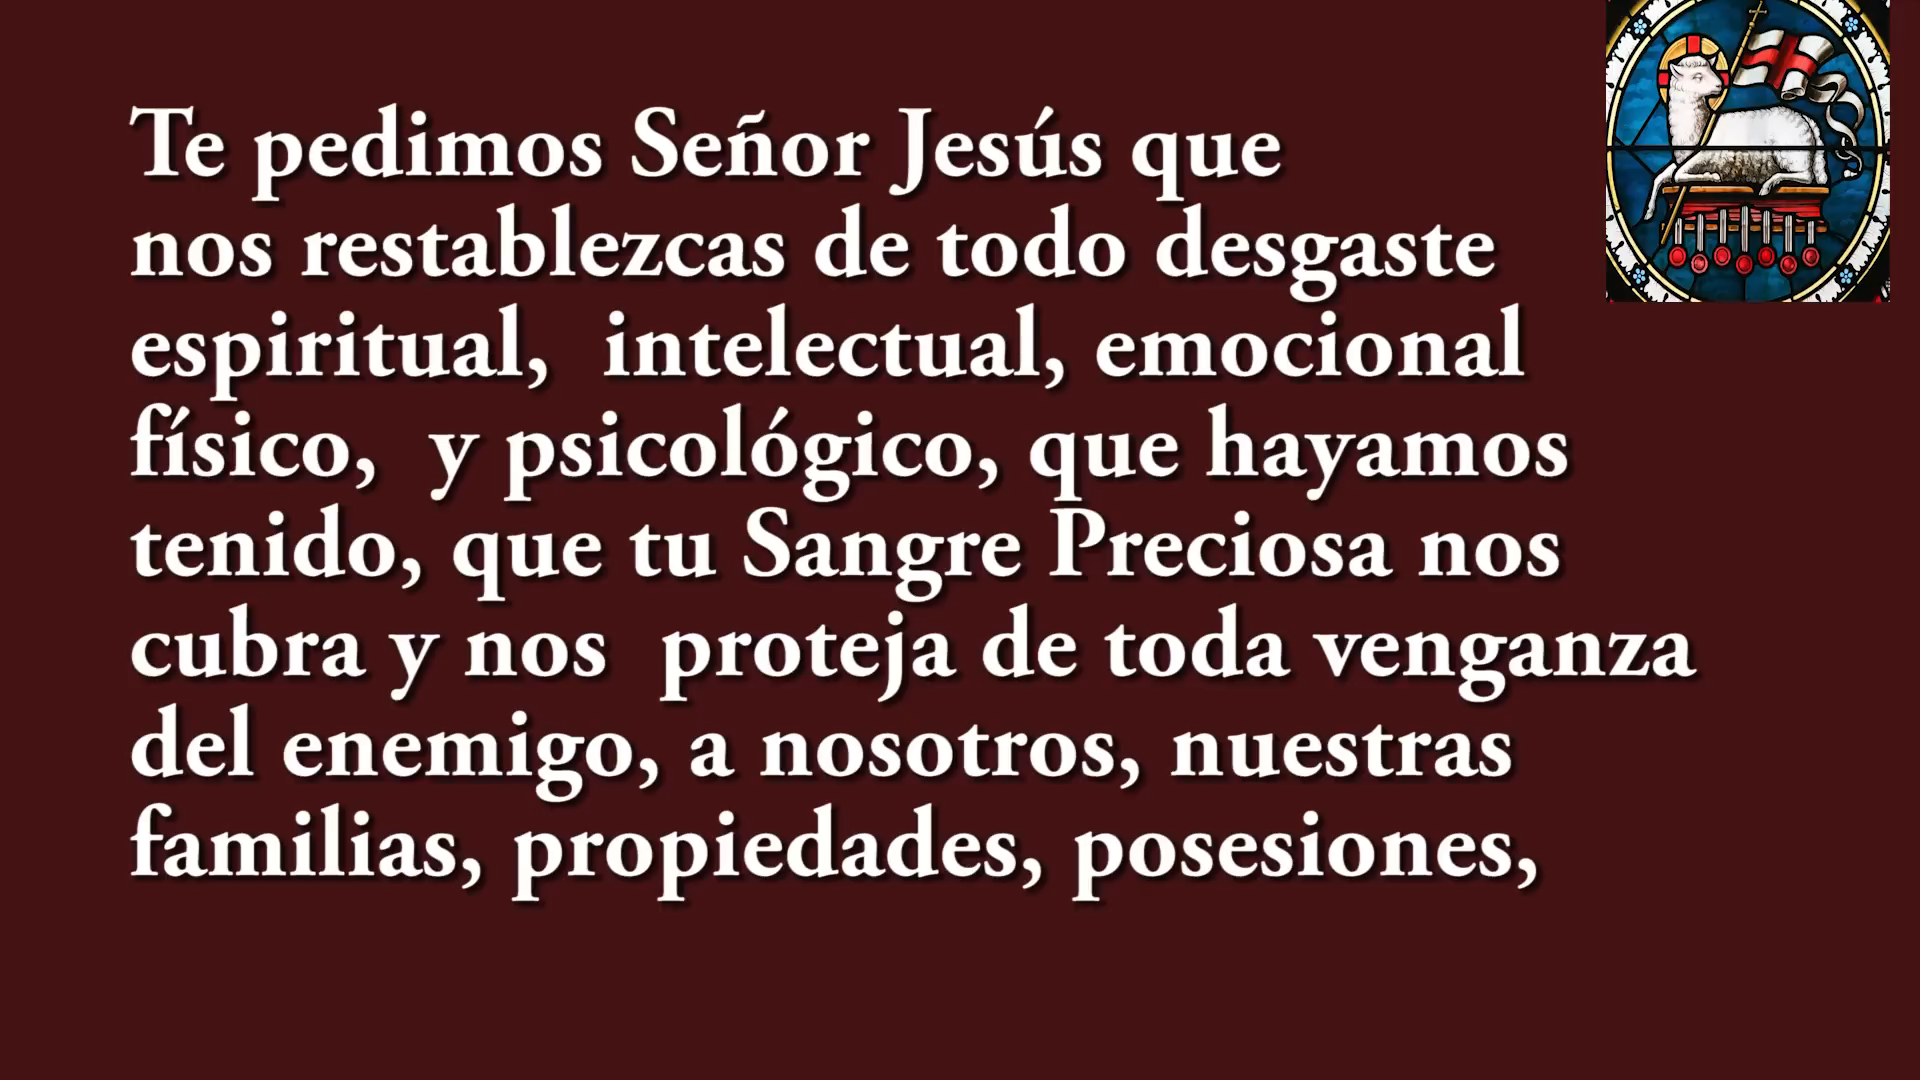 Te pedimos Señor Jesús que
nos restablezcas de todo desgaste
espiritual,  intelectual, emocional
físico,  y psicológico, que hayamos
tenido, que tu Sangre Preciosa nos
cubra y nos  proteja de toda venganza
del enemigo, a nosotros, nuestras
familias, propiedades, posesiones,